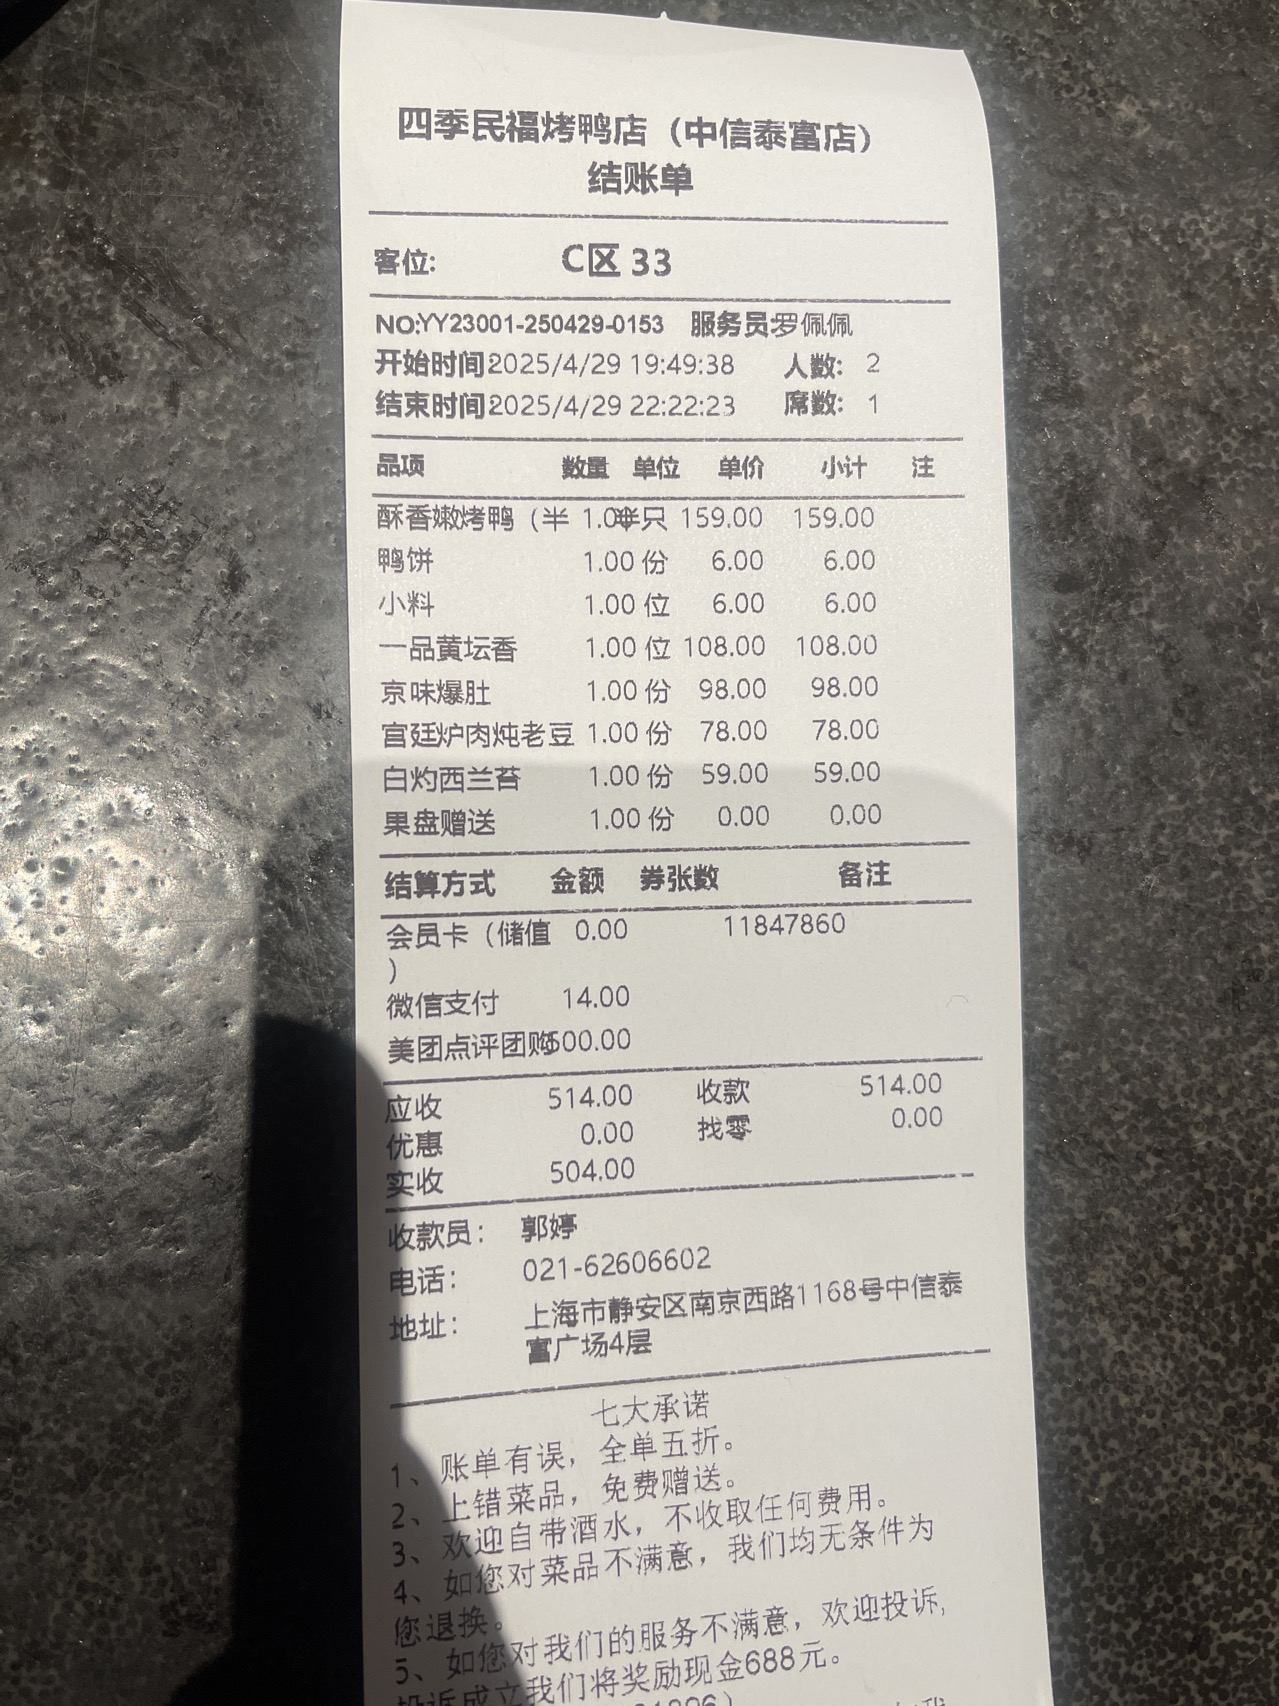 四季民福烤鸭店（中信泰富店）
结账单
客位: C区 33
NO:YY23001-250429-0153 服务员:罗佩佩
开始时间2025/4/29 19:49:38 人数: 2
结束时间2025/4/29 22:22:23 席数: 1
品项 数量 单位 单价 小计 注
酥香嫩烤鸭（半 1.00半只 159.00 159.00
鸭饼 1.00 份 6.00 6.00
小料 1.00 位 6.00 6.00
一品黄坛香 1.00 位 108.00 108.00
京味爆肚 1.00 份 98.00 98.00
宫廷炉肉炖老豆 1.00 份 78.00 78.00
白灼西兰苔 1.00 份 59.00 59.00
果盘赠送 1.00 份 0.00 0.00
结算方式 金额 券张数 备注
会员卡（储值 0.00 11847860
）
微信支付 14.00
美团点评团购500.00
应收 514.00 收款 514.00
优惠 0.00 找零 0.00
实收 504.00
收款员: 郭婷
电话: 021-62606602
地址: 上海市静安区南京西路1168号中信泰
富广场4层
七大承诺
1、账单有误，全单五折。
2、上错菜品，免费赠送。
3、欢迎自带酒水，不收取任何费用。
4、如您对菜品不满意，我们均无条件为
您退换。
5、如您对我们的服务不满意，欢迎投诉,
投诉成立我们将奖励现金688元。